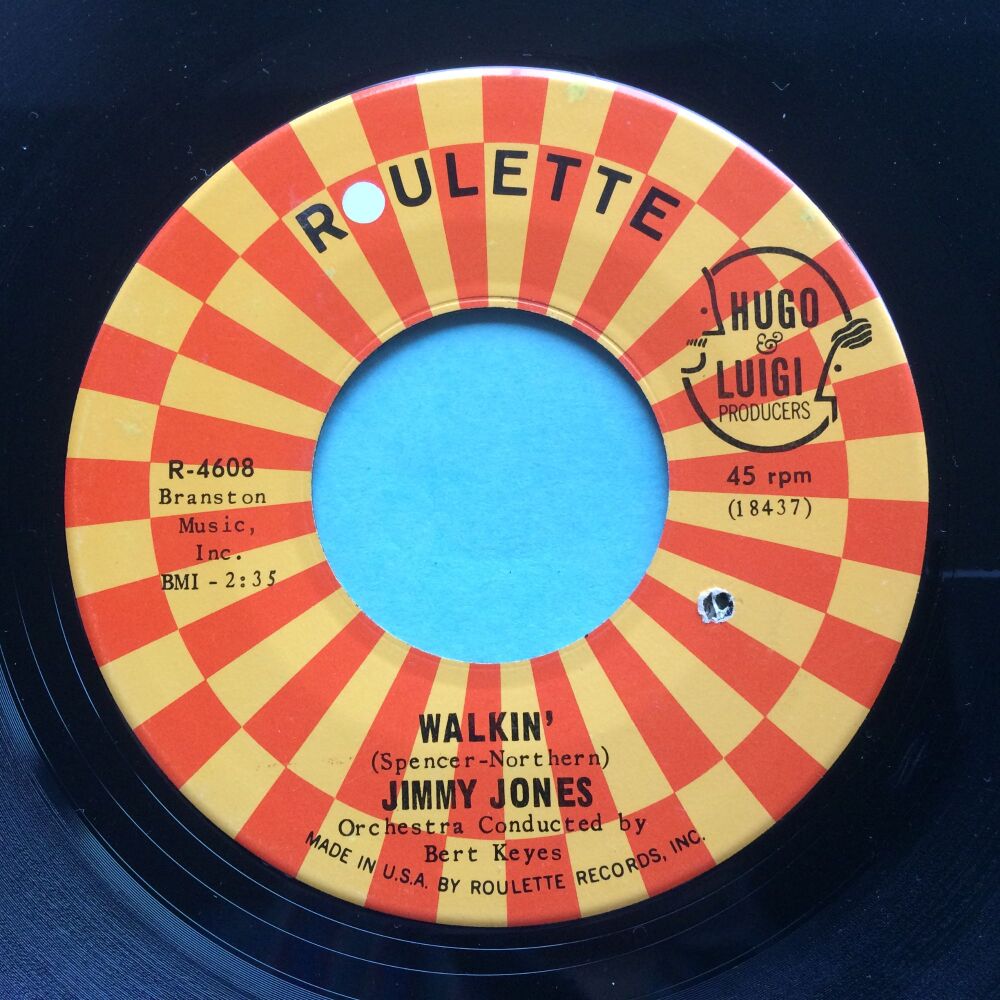 ROULETTE
HUGO
&
LUIGI
PRODUCERS
R-4608
Branston
Music,
Inc.
BMI - 2:35
45 rpm
(18437)
WALKIN'
(Spencer-Northern)
JIMMY JONES
Orchestra Conducted by
Bert Keyes
MADE IN U.S.A. BY ROULETTE RECORDS, INC.